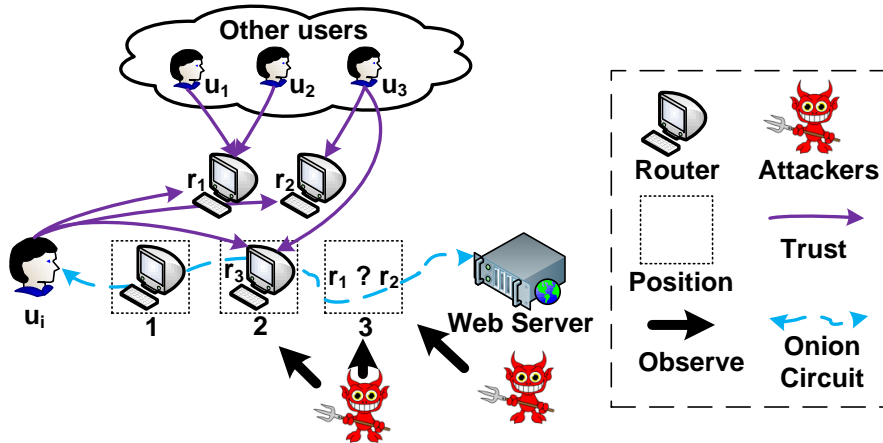 Other users
u1 u2 u3
r1 r2
Router Attackers
r3 r1 ? r2
Trust
Position
ui 1 2 3 Web Server
Observe Onion
Circuit